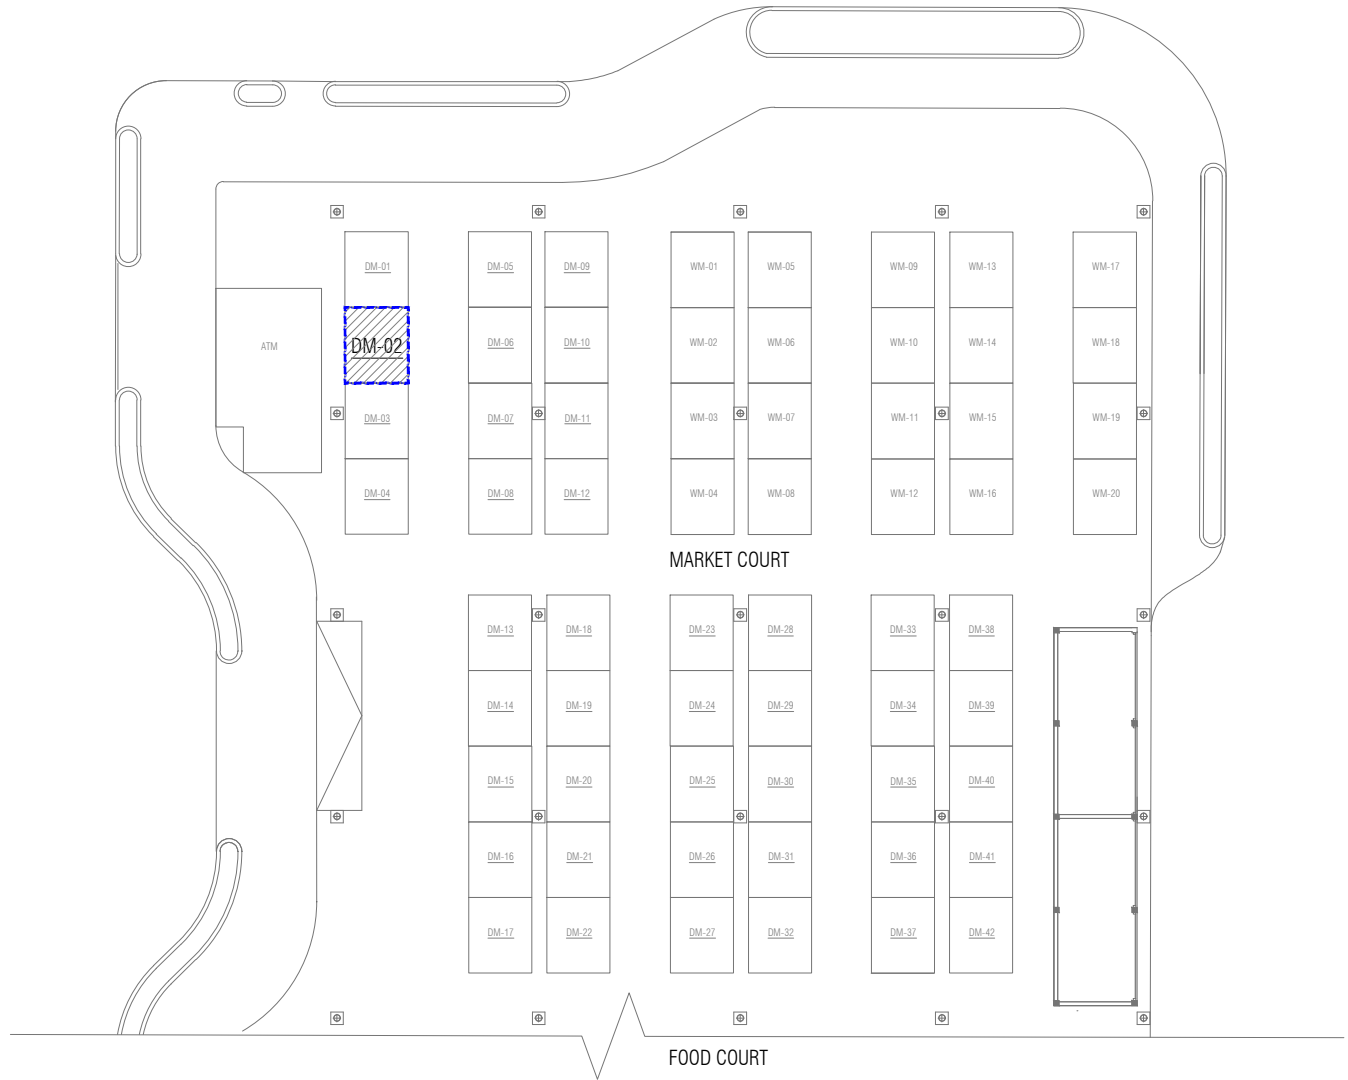 DM-01 DM-05 DM-09 WM-01 WM-05 WM-09 WM-13 WM-17
ATM DM-02 DM-06 DM-10 WM-02 WM-06 WM-10 WM-14 WM-18
DM-03 DM-07 DM-11 WM-03 WM-07 WM-11 WM-15 WM-19
DM-04 DM-08 DM-12 WM-04 WM-08 WM-12 WM-16 WM-20
MARKET COURT
DM-13 DM-18 DM-23 DM-28 DM-33 DM-38
DM-14 DM-19 DM-24 DM-29 DM-34 DM-39
DM-15 DM-20 DM-25 DM-30 DM-35 DM-40
DM-16 DM-21 DM-26 DM-31 DM-36 DM-41
DM-17 DM-22 DM-27 DM-32 DM-37 DM-42
FOOD COURT